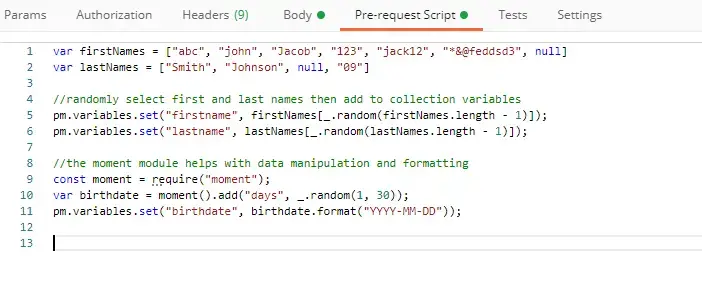 Params Authorization Headers (9) Body Pre-request Script Tests Settings
1 var firstNames = ["abc", "john", "Jacob", "123", "jack12", "*&@feddsd3", null]
2 var lastNames = ["Smith", "Johnson", null, "09"]
3
4 //randomly select first and last names then add to collection variables
5 pm.variables.set("firstname", firstNames[_.random(firstNames.length - 1)]);
6 pm.variables.set("lastname", lastNames[_.random(lastNames.length - 1)]);
7
8 //the moment module helps with data manipulation and formatting
9 const moment = require("moment");
10 var birthdate = moment().add("days", _.random(1, 30));
11 pm.variables.set("birthdate", birthdate.format("YYYY-MM-DD"));
12
13